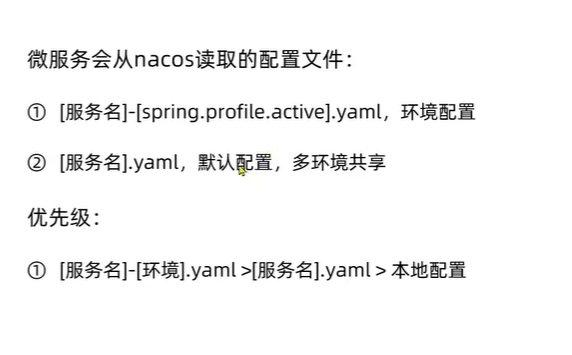 微服务会从nacos读取的配置文件：
① [服务名]-[spring.profile.active].yaml，环境配置
② [服务名].yaml，默认配置，多环境共享
优先级：
① [服务名]-[环境].yaml >[服务名].yaml > 本地配置